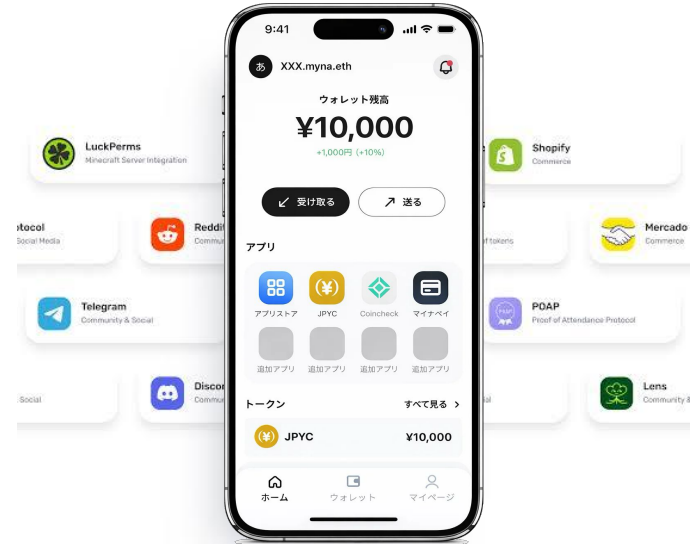 9:41
あ
XXX.myna.eth
ウォレット残高
¥10,000
+1,000円 (+10%)
受け取る
送る
アプリ
アプリストア
JPYC
Coincheck
マイナペイ
追加アプリ
追加アプリ
追加アプリ
追加アプリ
トークン
すべて見る
JPYC
¥10,000
ホーム
ウォレット
マイページ
LuckPerms
Minecraft Server Integration
Shopify
Commerce
otocol
Social Media
Reddi
Commu
of tokens
Mercado
Commerce
Telegram
Community & Social
POAP
Proof of Attendance Protocol
Social
Discor
Commu
ial
Lens
Community &